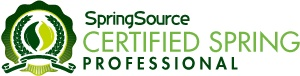 SpringSource
CERTIFIED SPRING
PROFESSIONAL